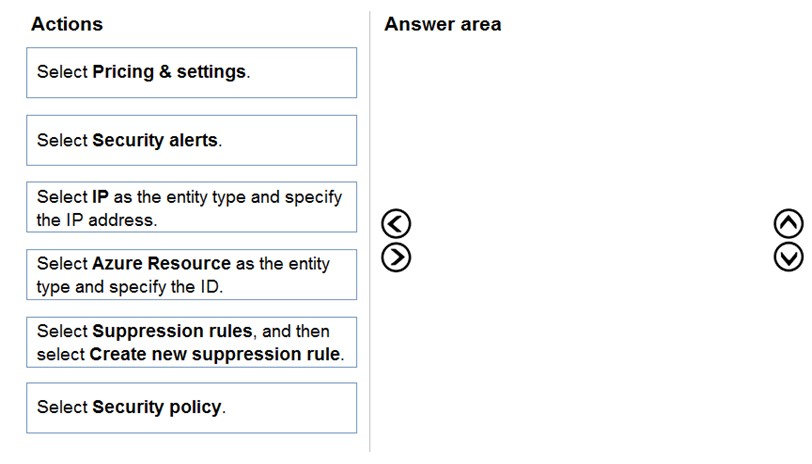 Actions
Answer area
Select Pricing & settings.
Select Security alerts.
Select IP as the entity type and specify
the IP address.
Select Azure Resource as the entity
type and specify the ID.
Select Suppression rules, and then
select Create new suppression rule.
Select Security policy.